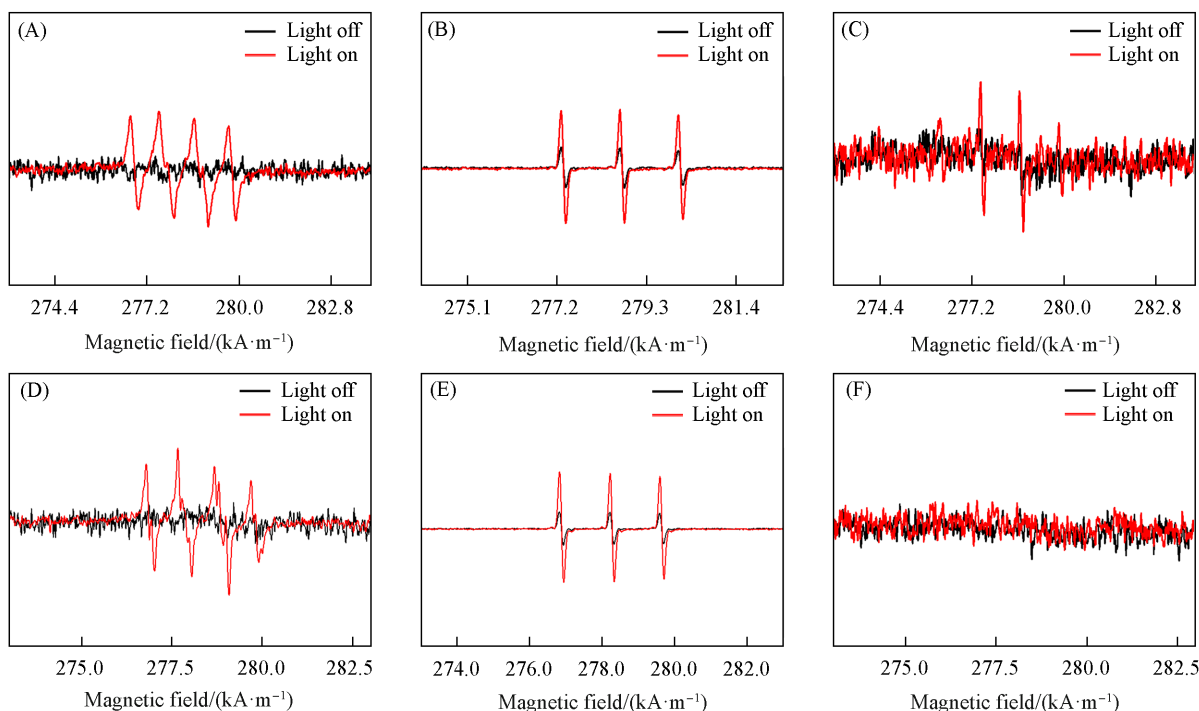 (A)
Light off
Light on
274.4 277.2 280.0 282.8
Magnetic field/(kA·m⁻¹)
(B)
Light off
Light on
275.1 277.2 279.3 281.4
Magnetic field/(kA·m⁻¹)
(C)
Light off
Light on
274.4 277.2 280.0 282.8
Magnetic field/(kA·m⁻¹)
(D)
Light off
Light on
275.0 277.5 280.0 282.5
Magnetic field/(kA·m⁻¹)
(E)
Light off
Light on
274.0 276.0 278.0 280.0 282.0
Magnetic field/(kA·m⁻¹)
(F)
Light off
Light on
275.0 277.5 280.0 282.5
Magnetic field/(kA·m⁻¹)